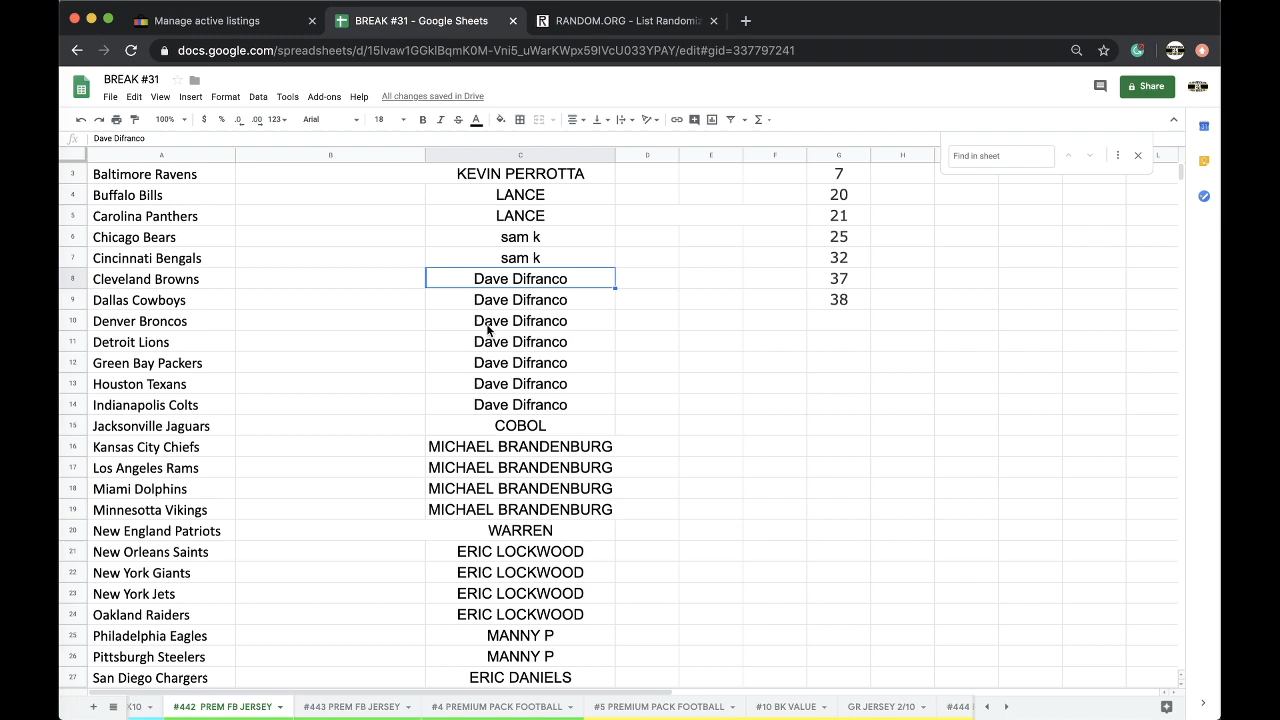 Manage active listings
BREAK #31 - Google Sheets
RANDOM.ORG - List Randomiz
docs.google.com/spreadsheets/d/15Ivaw1GGkIBqmK0M-Vni5_uWarKWpx59IVcU033YPAY/edit#gid=337797241
BREAK #31
File Edit View Insert Format Data Tools Add-ons Help All changes saved in Drive
Share
100% $ % .0 .00 123 Arial 18 B I S A
fx Dave Difranco
Find in sheet
A B C D E F G H L
3 Baltimore Ravens KEVIN PERROTTA 7
4 Buffalo Bills LANCE 20
5 Carolina Panthers LANCE 21
6 Chicago Bears sam k 25
7 Cincinnati Bengals sam k 32
8 Cleveland Browns Dave Difranco 37
9 Dallas Cowboys Dave Difranco 38
10 Denver Broncos Dave Difranco
11 Detroit Lions Dave Difranco
12 Green Bay Packers Dave Difranco
13 Houston Texans Dave Difranco
14 Indianapolis Colts Dave Difranco
15 Jacksonville Jaguars COBOL
16 Kansas City Chiefs MICHAEL BRANDENBURG
17 Los Angeles Rams MICHAEL BRANDENBURG
18 Miami Dolphins MICHAEL BRANDENBURG
19 Minnesotta Vikings MICHAEL BRANDENBURG
20 New England Patriots WARREN
21 New Orleans Saints ERIC LOCKWOOD
22 New York Giants ERIC LOCKWOOD
23 New York Jets ERIC LOCKWOOD
24 Oakland Raiders ERIC LOCKWOOD
25 Philadelphia Eagles MANNY P
26 Pittsburgh Steelers MANNY P
27 San Diego Chargers ERIC DANIELS
K10 #442 PREM FB JERSEY #443 PREM FB JERSEY #4 PREMIUM PACK FOOTBALL #5 PREMIUM PACK FOOTBALL #10 BK VALUE GR JERSEY 2/10 #444